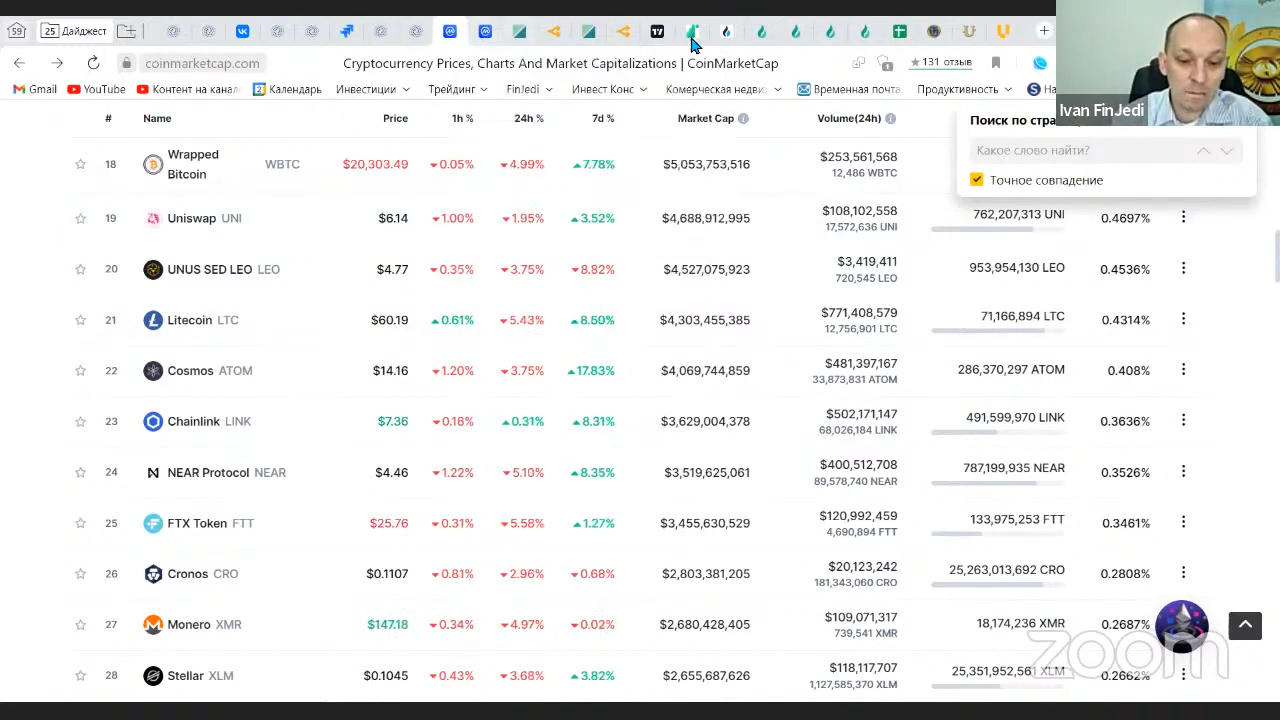 59
25 Дайджест
coinmarketcap.com
Cryptocurrency Prices, Charts And Market Capitalizations | CoinMarketCap
★ 131 отзыв
Gmail
YouTube
Контент на канал
Календарь
Инвестиции
Трейдинг
FinJedi
Инвест Конс
Комерческая недвиж
Временная почта
Продуктивность
На
Ivan FinJedi
Поиск по стра
Какое слово найти?
Точное совпадение
# Name Price 1h % 24h % 7d % Market Cap Volume(24h)
18 Wrapped Bitcoin WBTC $20,303.49 0.05% 4.99% 7.78% $5,053,753,516 $253,561,568
12,486 WBTC
19 Uniswap UNI $6.14 1.00% 1.95% 3.52% $4,688,912,995 $108,102,558 762,207,313 UNI 0.4697%
17,572,636 UNI
20 UNUS SED LEO LEO $4.77 0.35% 3.75% 8.82% $4,527,075,923 $3,419,411 953,954,130 LEO 0.4536%
720,545 LEO
21 Litecoin LTC $60.19 0.61% 5.43% 8.50% $4,303,455,385 $771,408,579 71,166,894 LTC 0.4314%
12,756,901 LTC
22 Cosmos ATOM $14.16 1.20% 3.75% 17.83% $4,069,744,859 $481,397,167 286,370,297 ATOM 0.408%
33,873,831 ATOM
23 Chainlink LINK $7.36 0.18% 0.31% 8.31% $3,629,004,378 $502,171,147 491,599,970 LINK 0.3636%
68,026,184 LINK
24 NEAR Protocol NEAR $4.46 1.22% 5.10% 8.35% $3,519,625,061 $400,512,708 787,199,935 NEAR 0.3526%
89,578,740 NEAR
25 FTX Token FTT $25.76 0.31% 5.58% 1.27% $3,455,630,529 $120,992,459 133,975,253 FTT 0.3461%
4,690,894 FTT
26 Cronos CRO $0.1107 0.81% 2.96% 0.68% $2,803,381,205 $20,123,242 25,263,013,692 CRO 0.2808%
181,343,060 CRO
27 Monero XMR $147.18 0.34% 4.97% 0.02% $2,680,428,405 $109,071,317 18,174,236 XMR 0.2687%
739,541 XMR
28 Stellar XLM $0.1045 0.43% 3.68% 3.82% $2,655,687,626 $118,117,707 25,351,952,561 XLM 0.2662%
1,127,585,370 XLM
zoom